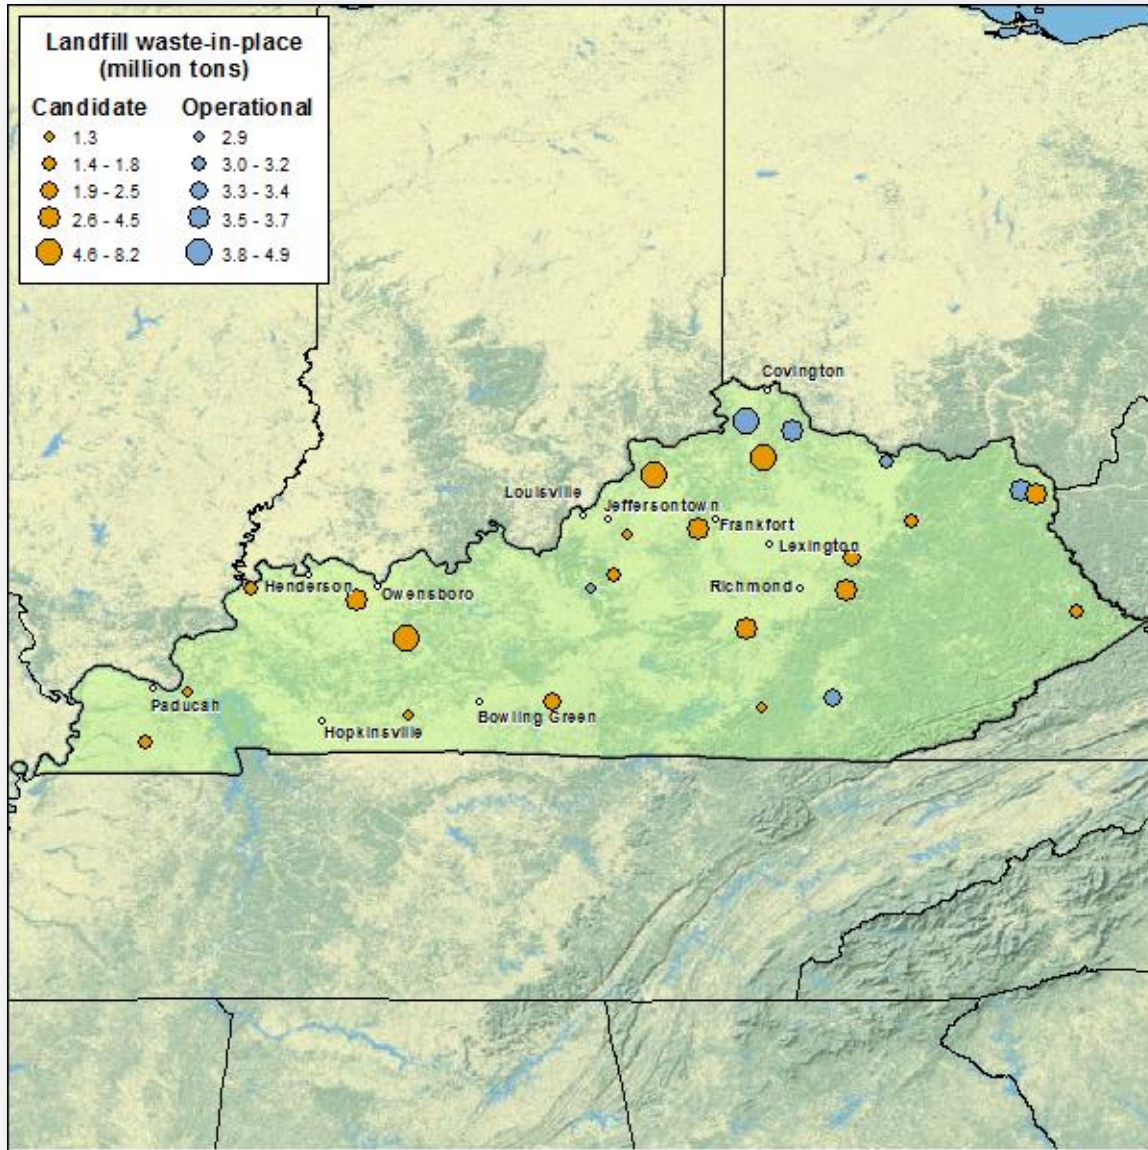 Landfill waste-in-place
(million tons)
Candidate Operational
1.3 2.9
1.4 - 1.8 3.0 - 3.2
1.9 - 2.5 3.3 - 3.4
2.6 - 4.5 3.5 - 3.7
4.6 - 8.2 3.8 - 4.9
Covington
Louisville
Jeffersontown
Frankfort
Lexington
Henderson
Owensboro
Richmond
Paducah
Hopkinsville
Bowling Green